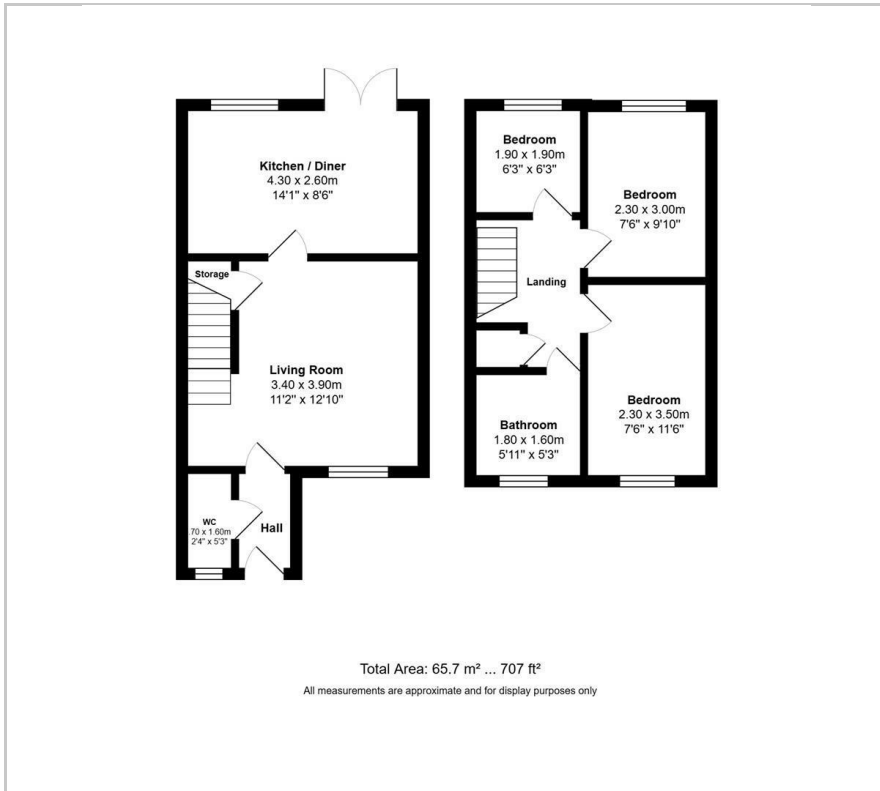 Kitchen / Diner
4.30 x 2.60m
14'1" x 8'6"
Storage
Living Room
3.40 x 3.90m
11'2" x 12'10"
WC
.70 x 1.60m
2'4" x 5'3"
Hall
Bedroom
1.90 x 1.90m
6'3" x 6'3"
Bedroom
2.30 x 3.00m
7'6" x 9'10"
Landing
Bedroom
2.30 x 3.50m
7'6" x 11'6"
Bathroom
1.80 x 1.60m
5'11" x 5'3"
Total Area: 65.7 m² ... 707 ft²
All measurements are approximate and for display purposes only